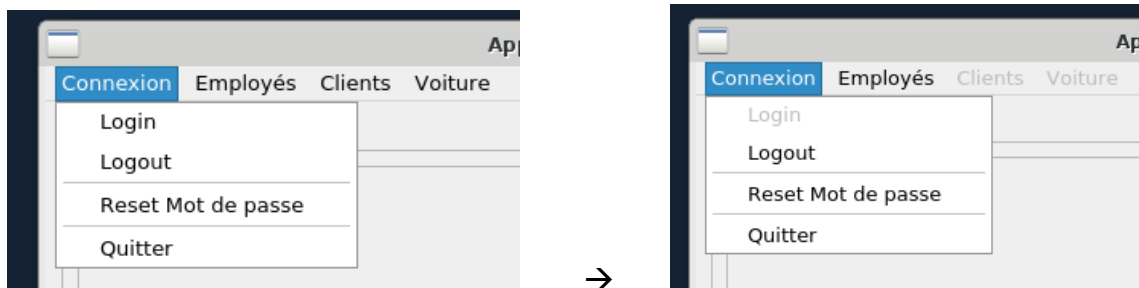 App
Connexion Employés Clients Voiture
Login
Logout
Reset Mot de passe
Quitter
→
Ap
Connexion Employés Clients Voiture
Login
Logout
Reset Mot de passe
Quitter